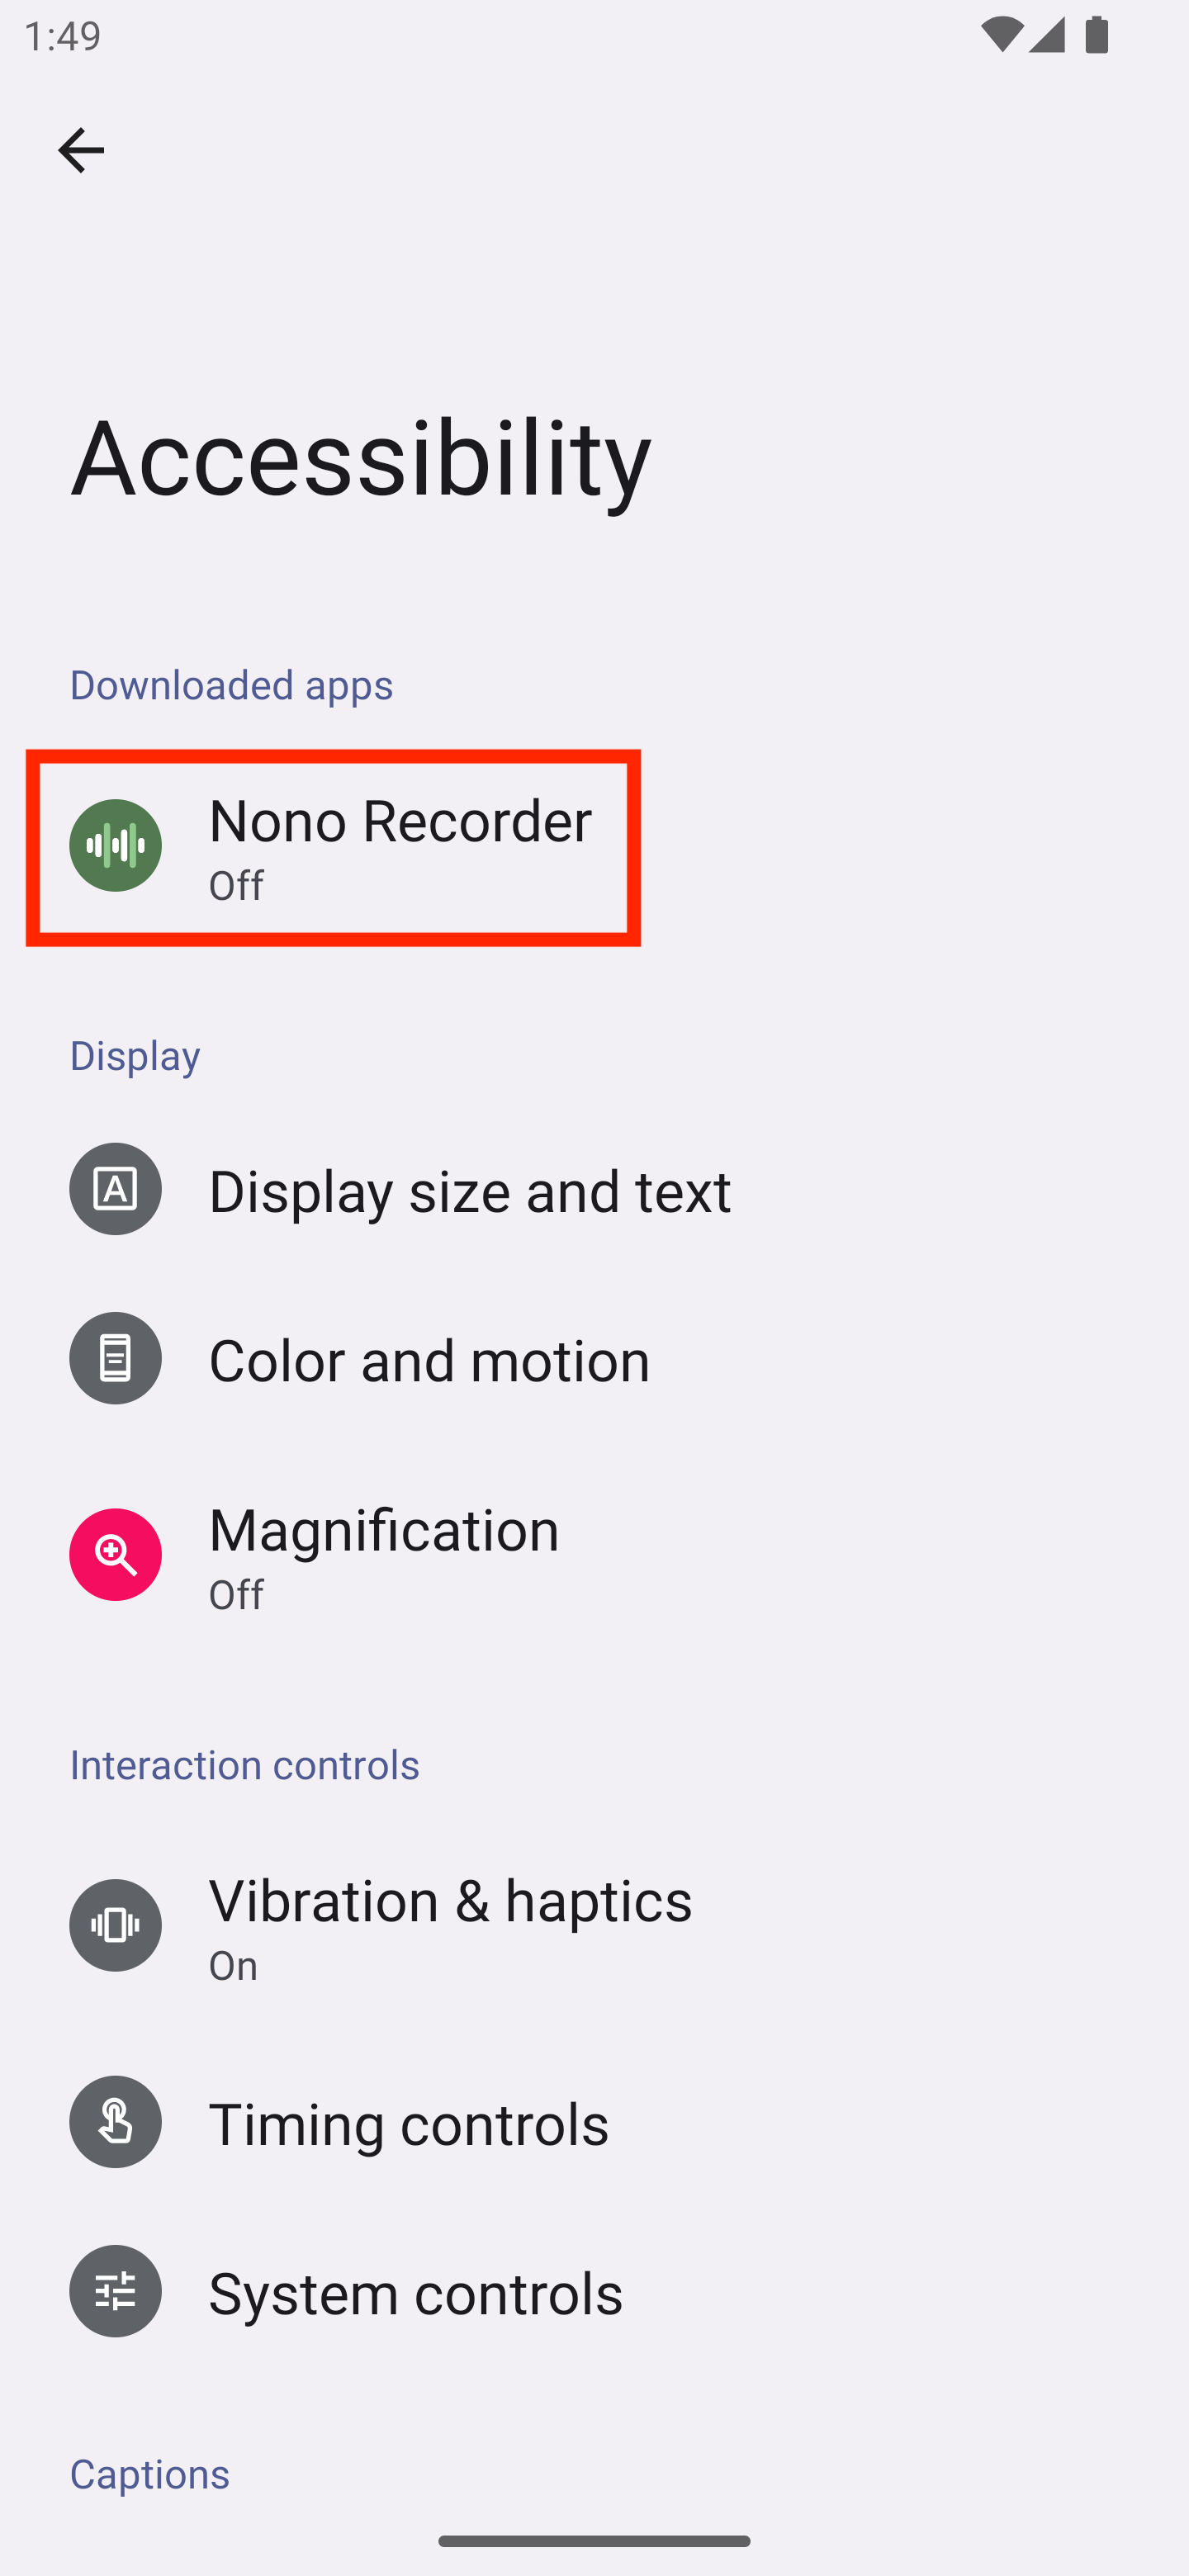 1:49
Accessibility
Downloaded apps
Nono Recorder
Off
Display
Display size and text
Color and motion
Magnification
Off
Interaction controls
Vibration & haptics
On
Timing controls
System controls
Captions